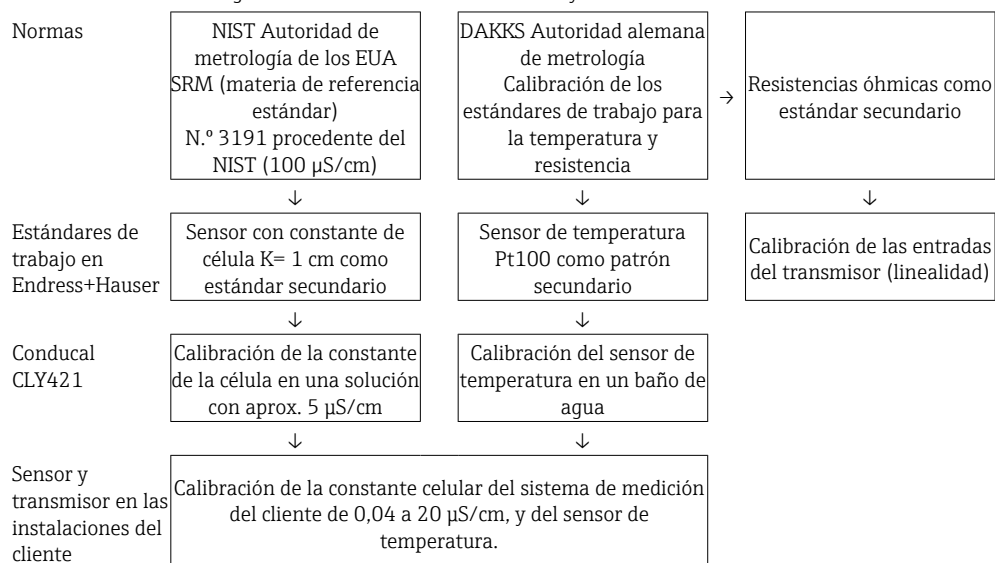 Normas
NIST Autoridad de
metrología de los EUA
SRM (materia de referencia
estándar)
N.º 3191 procedente del
NIST (100 µS/cm)
DAKKS Autoridad alemana
de metrología
Calibración de los
estándares de trabajo para
la temperatura y
resistencia
→
Resistencias óhmicas como
estándar secundario
↓
↓
↓
Estándares de
trabajo en
Endress+Hauser
Sensor con constante de
célula K= 1 cm como
estándar secundario
Sensor de temperatura
Pt100 como patrón
secundario
Calibración de las entradas
del transmisor (linealidad)
↓
↓
Conducal
CLY421
Calibración de la constante
de la célula en una solución
con aprox. 5 µS/cm
Calibración del sensor de
temperatura en un baño de
agua
↓
↓
Sensor y
transmisor en las
instalaciones del
cliente
Calibración de la constante celular del sistema de medición
del cliente de 0,04 a 20 µS/cm, y del sensor de
temperatura.